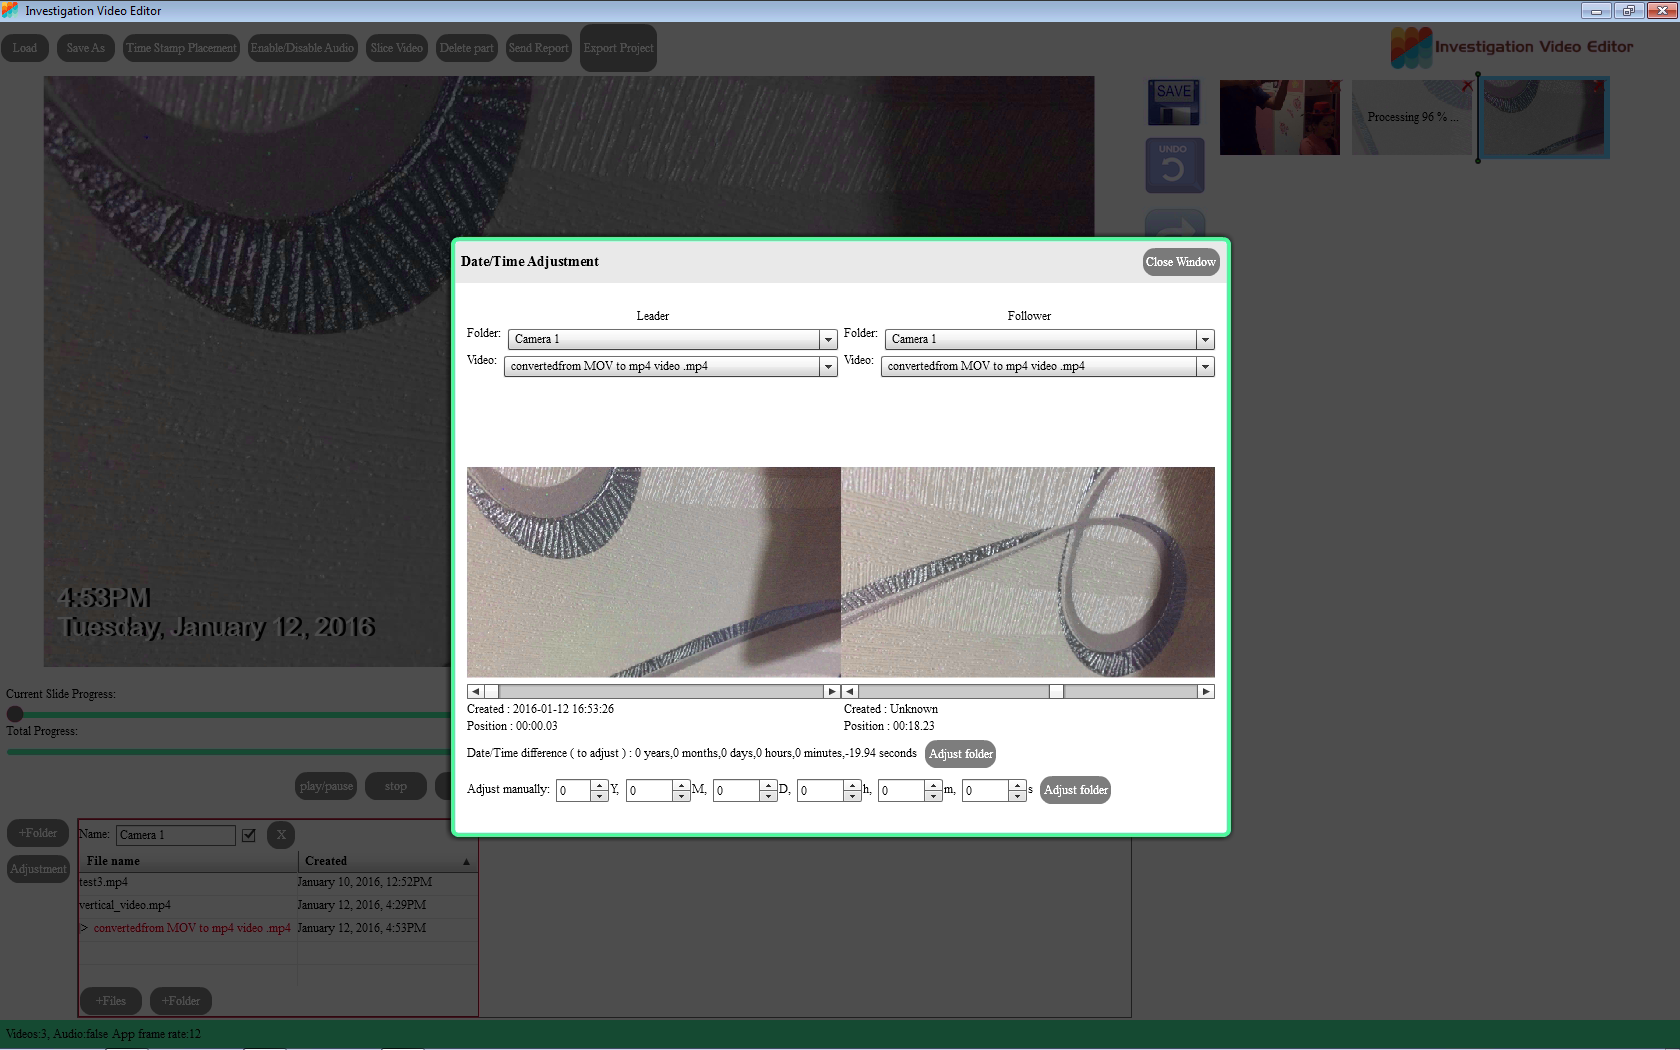 Investigation Video Editor
Load Save As Time Stamp Placement Enable/Disable Audio Slice Video Delete part Send Report Export Project
Investigation Video Editor
SAVE
UNDO
Processing 96 % ...
4:53PM
Tuesday, January 12, 2016
Date/Time Adjustment
Close Window
Leader Follower
Folder: Camera 1 Folder: Camera 1
Video: convertedfrom MOV to mp4 video .mp4 Video: convertedfrom MOV to mp4 video .mp4
Created : 2016-01-12 16:53:26 Created : Unknown
Position : 00:00.03 Position : 00:18.23
Date/Time difference ( to adjust ) : 0 years,0 months,0 days,0 hours,0 minutes,-19.94 seconds Adjust folder
Adjust manually: 0 Y, 0 M, 0 D, 0 h, 0 m, 0 s Adjust folder
Current Slide Progress:
Total Progress:
play/pause stop
+Folder
Adjustment
Name: Camera 1 X
File name Created
test3.mp4 January 10, 2016, 12:52PM
vertical_video.mp4 January 12, 2016, 4:29PM
> convertedfrom MOV to mp4 video .mp4 January 12, 2016, 4:53PM
+Files +Folder
Videos:3, Audio:false App frame rate:12